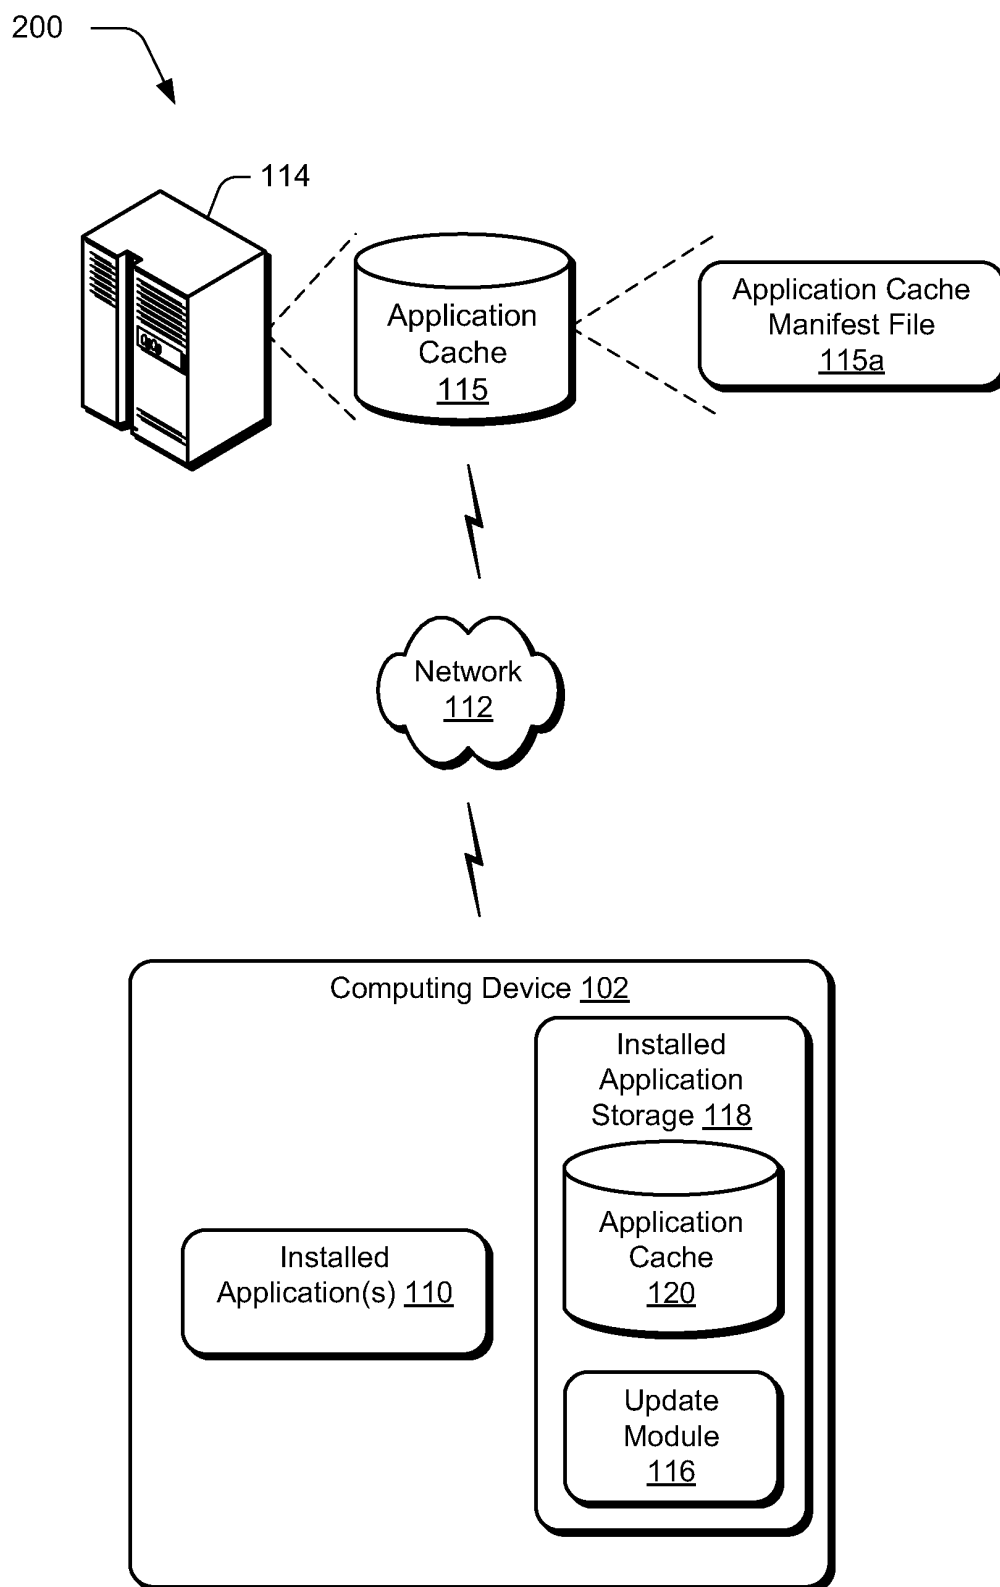 200
114
Application
Cache
115
Application Cache
Manifest File
115a
Network
112
Computing Device 102
Installed
Application
Storage 118
Application
Cache
120
Installed
Application(s) 110
Update
Module
116